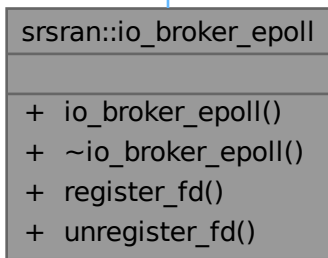 srsran::io_broker_epoll
+ io_broker_epoll()
+ ~io_broker_epoll()
+ register_fd()
+ unregister_fd()